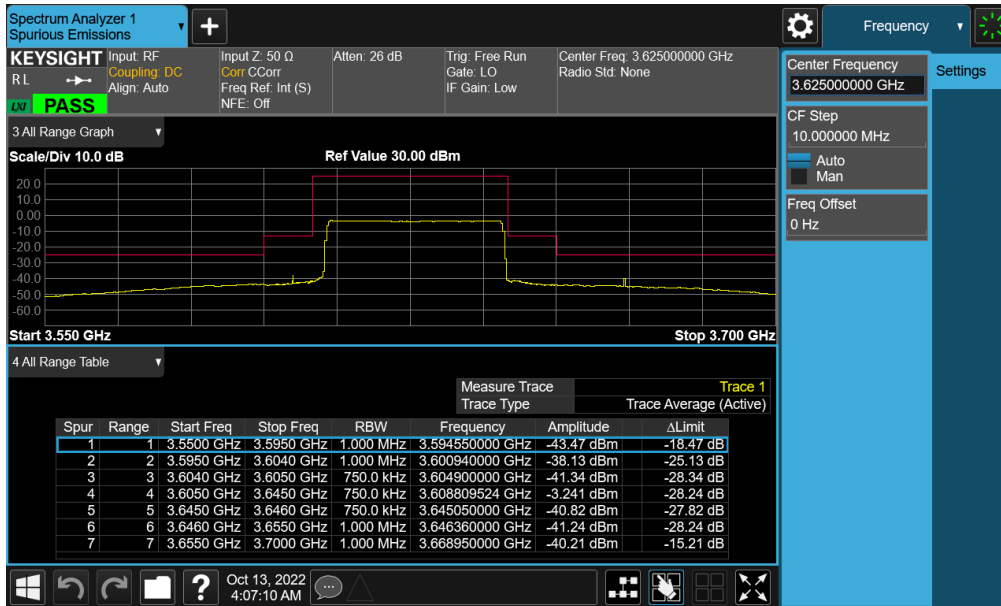 Spectrum Analyzer 1
Spurious Emissions
Frequency
KEYSIGHT
R L
LXI
PASS
Input: RF
Coupling: DC
Align: Auto
Input Z: 50 Ω
Corr CCorr
Freq Ref: Int (S)
NFE: Off
Atten: 26 dB
Trig: Free Run
Gate: LO
IF Gain: Low
Center Freq: 3.625000000 GHz
Radio Std: None
Center Frequency
3.625000000 GHz
Settings
CF Step
10.000000 MHz
Auto
Man
Freq Offset
0 Hz
3 All Range Graph
Scale/Div 10.0 dB
Ref Value 30.00 dBm
20.0
10.0
0.00
-10.0
-20.0
-30.0
-40.0
-50.0
-60.0
Start 3.550 GHz
Stop 3.700 GHz
4 All Range Table
Measure Trace Trace 1
Trace Type Trace Average (Active)
Spur Range Start Freq Stop Freq RBW Frequency Amplitude ΔLimit
1 1 3.5500 GHz 3.5950 GHz 1.000 MHz 3.594550000 GHz -43.47 dBm -18.47 dB
2 2 3.5950 GHz 3.6040 GHz 1.000 MHz 3.600940000 GHz -38.13 dBm -25.13 dB
3 3 3.6040 GHz 3.6050 GHz 750.0 kHz 3.604900000 GHz -41.34 dBm -28.34 dB
4 4 3.6050 GHz 3.6450 GHz 750.0 kHz 3.608809524 GHz -3.241 dBm -28.24 dB
5 5 3.6450 GHz 3.6460 GHz 750.0 kHz 3.645050000 GHz -40.82 dBm -27.82 dB
6 6 3.6460 GHz 3.6550 GHz 1.000 MHz 3.646360000 GHz -41.24 dBm -28.24 dB
7 7 3.6550 GHz 3.7000 GHz 1.000 MHz 3.668950000 GHz -40.21 dBm -15.21 dB
Oct 13, 2022
4:07:10 AM